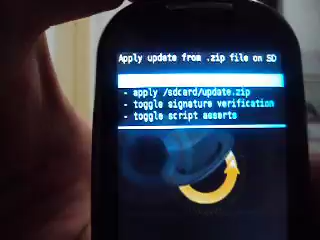 Apply update from .zip file on SD
- apply /sdcard/update.zip
- toggle signature verification
- toggle script asserts